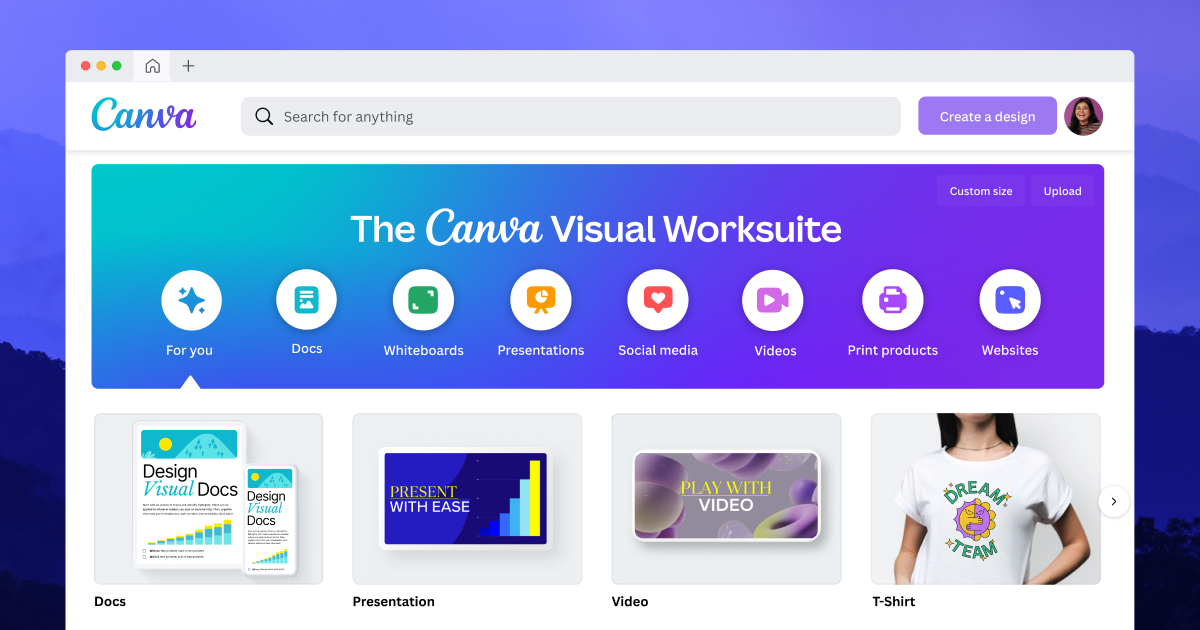 Canva
Search for anything
Create a design
Custom size
Upload
The Canva Visual Worksuite
For you
Docs
Whiteboards
Presentations
Social media
Videos
Print products
Websites
Design
Visual Docs
Design
Visual
Docs
PRESENT
WITH EASE
PLAY WITH
VIDEO
DREAM
TEAM
Docs
Presentation
Video
T-Shirt